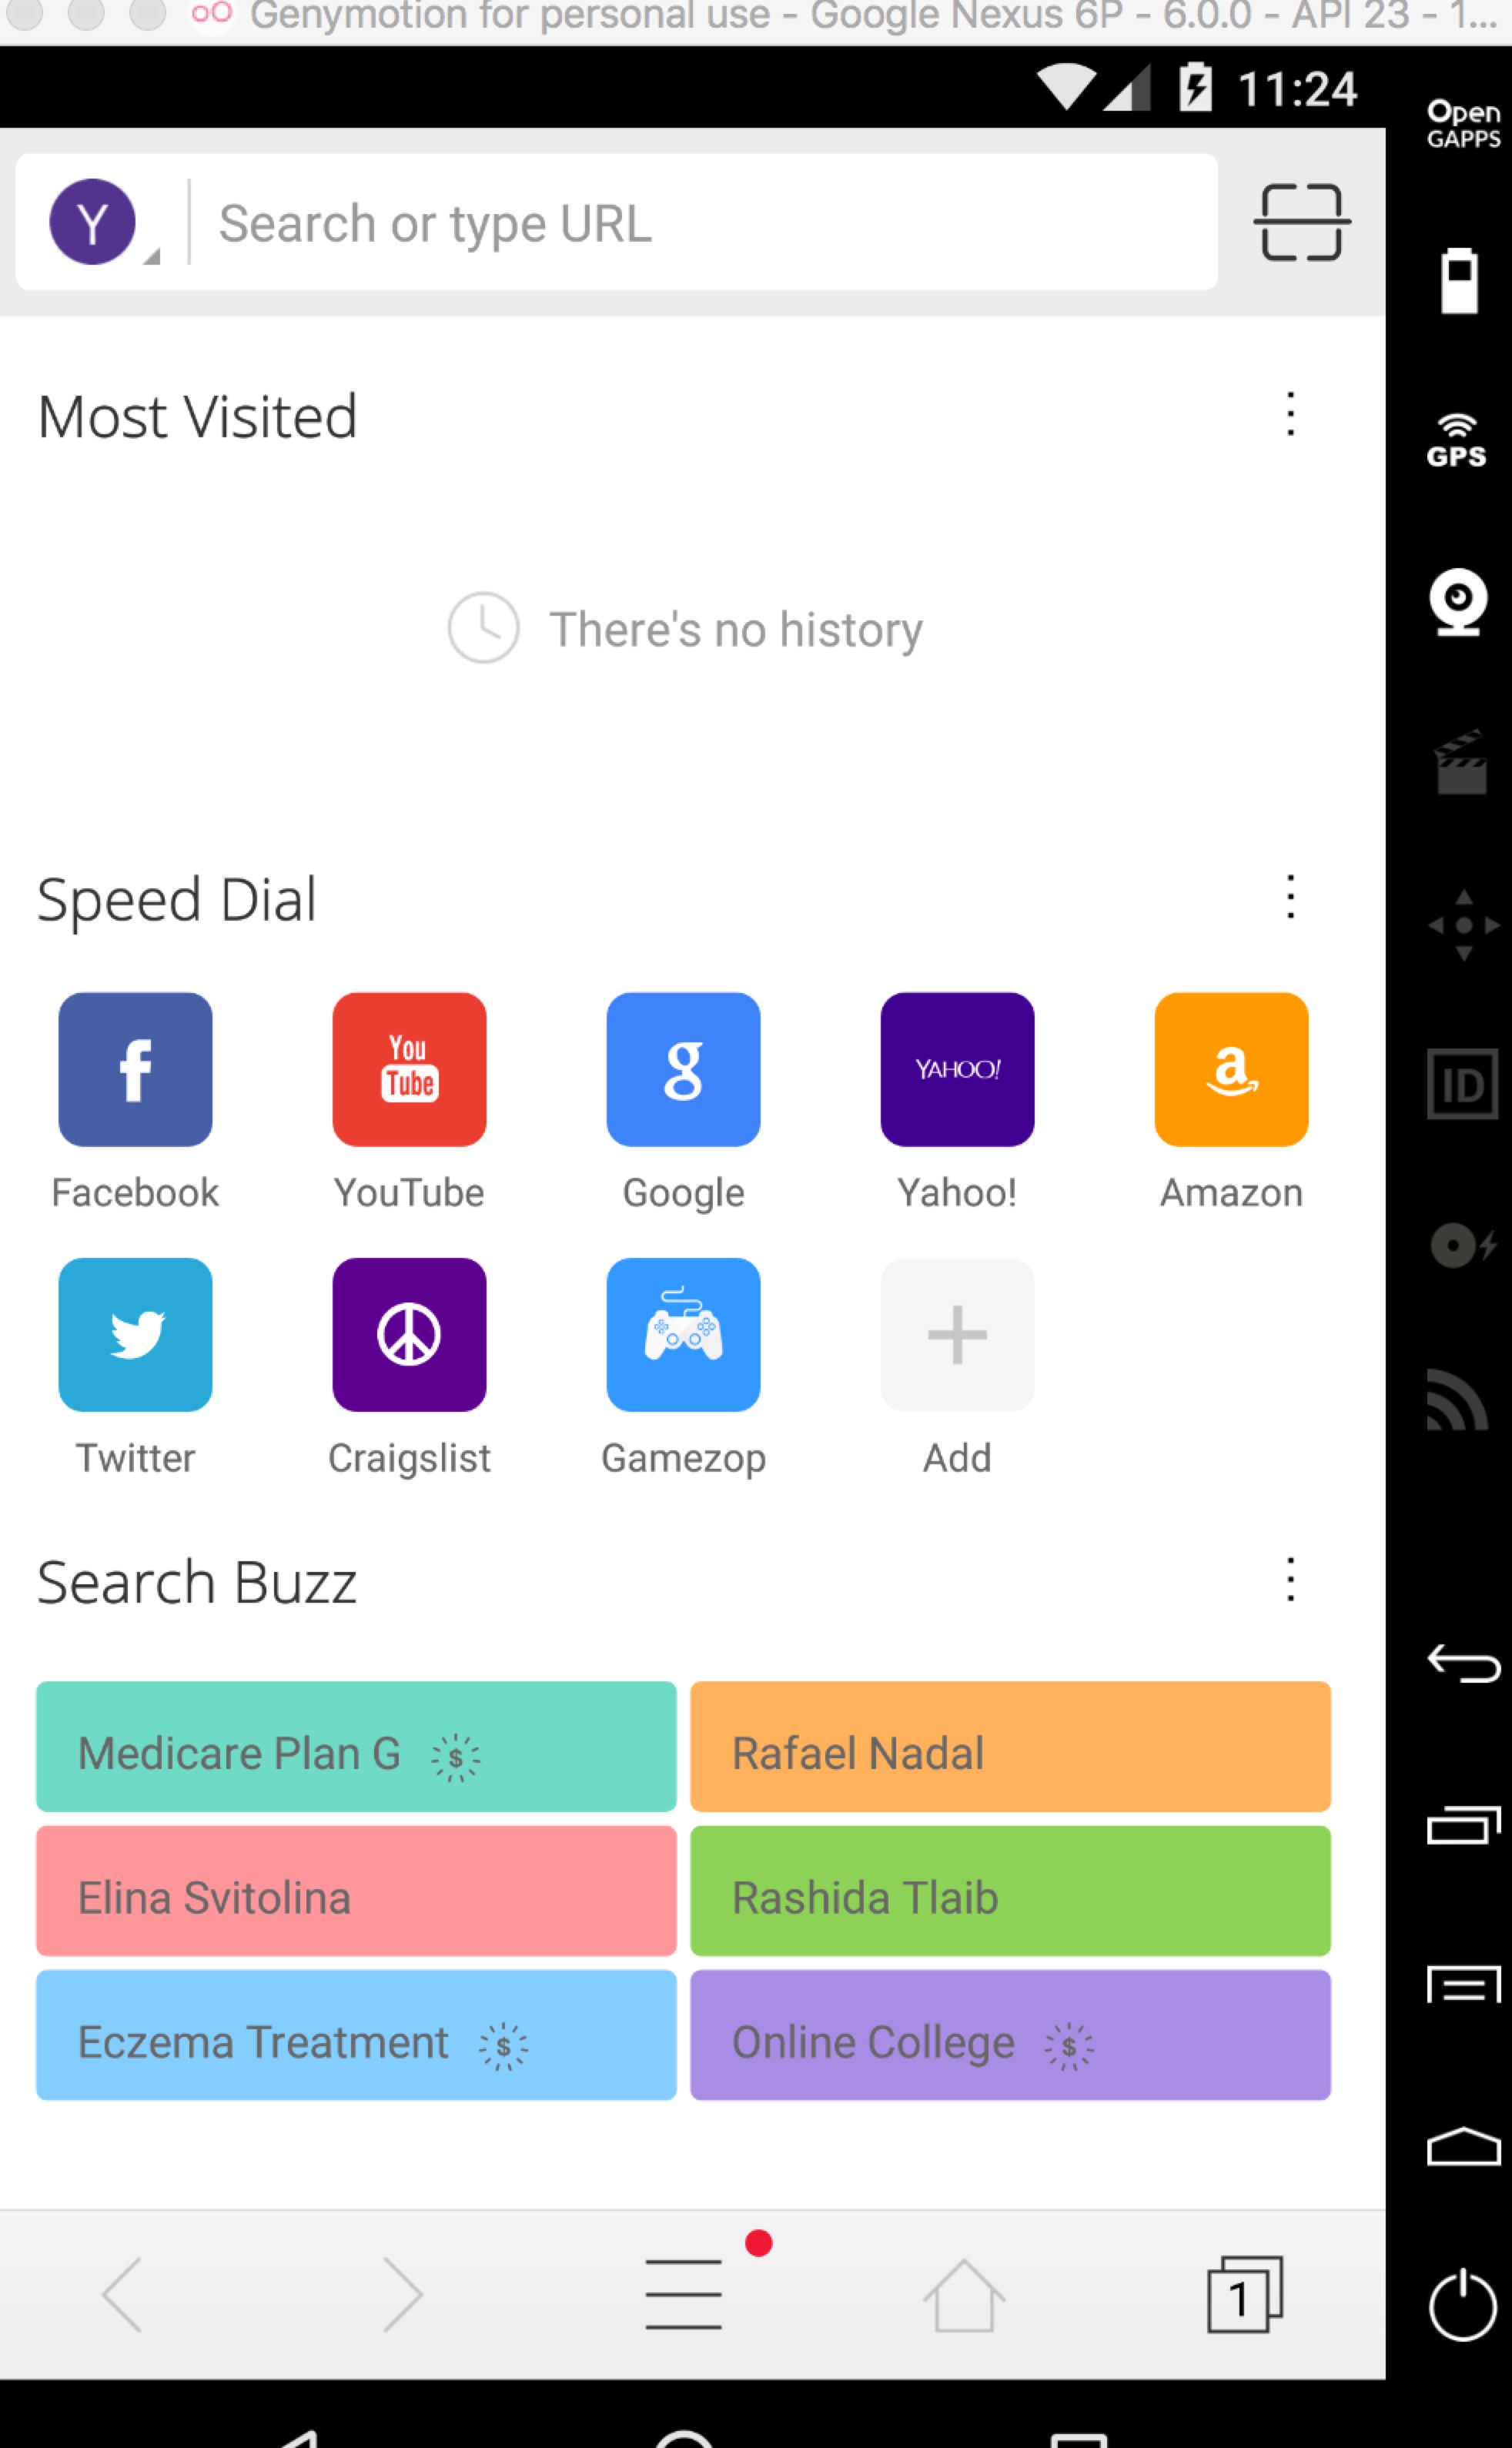 Genymotion for personal use - Google Nexus 6P - 6.0.0 - API 23 - 1...
11:24
Open
GAPPS
Y
Search or type URL
GPS
Most Visited
There's no history
Speed Dial
f
You
Tube
g
YAHOO!
a
Facebook
YouTube
Google
Yahoo!
Amazon
ID
Twitter
Craigslist
Gamezop
Add
Search Buzz
Medicare Plan G $
Rafael Nadal
Elina Svitolina
Rashida Tlaib
Eczema Treatment $
Online College $
1